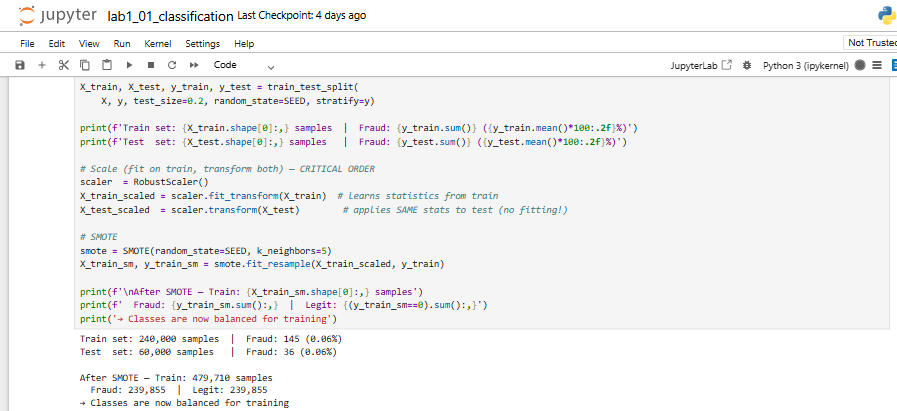 jupyter lab1_01_classification Last Checkpoint: 4 days ago
File Edit View Run Kernel Settings Help
Not Trusted
Code
JupyterLab Python 3 (ipykernel)
X_train, X_test, y_train, y_test = train_test_split(
    X, y, test_size=0.2, random_state=SEED, stratify=y)
print(f'Train set: {X_train.shape[0]:,} samples  |  Fraud: {y_train.sum()} ({y_train.mean()*100:.2f}%)')
print(f'Test  set: {X_test.shape[0]:,} samples   |  Fraud: {y_test.sum()} ({y_test.mean()*100:.2f}%)')
# Scale (fit on train, transform both) — CRITICAL ORDER
scaler  = RobustScaler()
X_train_scaled = scaler.fit_transform(X_train)  # learns statistics from train
X_test_scaled  = scaler.transform(X_test)       # applies SAME stats to test (no fitting!)
# SMOTE
smote = SMOTE(random_state=SEED, k_neighbors=5)
X_train_sm, y_train_sm = smote.fit_resample(X_train_scaled, y_train)
print(f'\nAfter SMOTE — Train: {X_train_sm.shape[0]:,} samples')
print(f'  Fraud: {y_train_sm.sum():,}  |  Legit: {(y_train_sm==0).sum():,}')
print('→ Classes are now balanced for training')
Train set: 240,000 samples  |  Fraud: 145 (0.06%)
Test  set: 60,000 samples   |  Fraud: 36 (0.06%)
After SMOTE — Train: 479,710 samples
  Fraud: 239,855  |  Legit: 239,855
→ Classes are now balanced for training